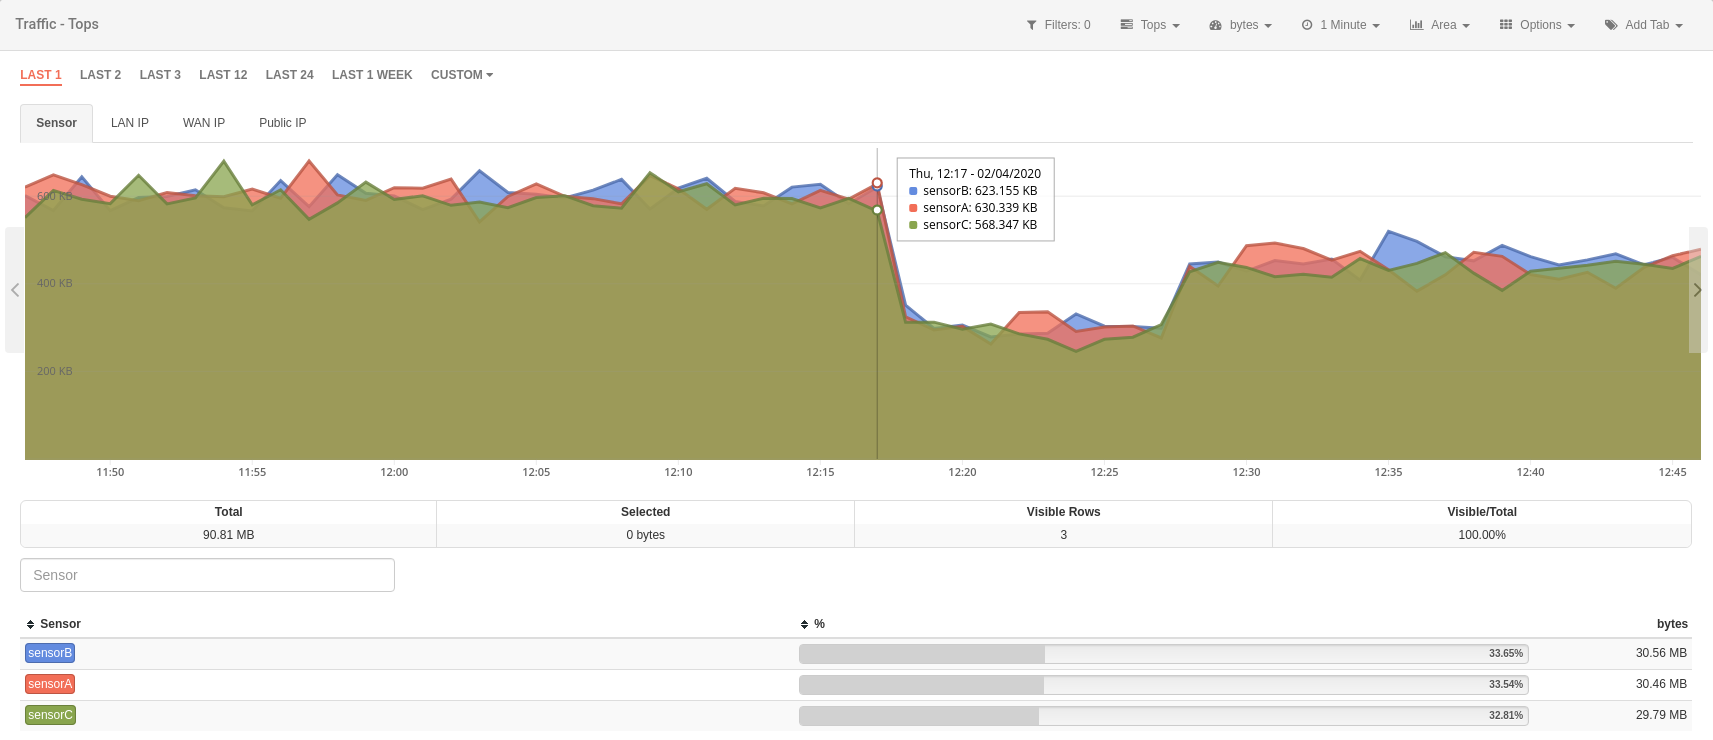 Traffic - Tops
Filters: 0 Tops bytes 1 Minute Area Options Add Tab
LAST 1 LAST 2 LAST 3 LAST 12 LAST 24 LAST 1 WEEK CUSTOM
Sensor LAN IP WAN IP Public IP
Thu, 12:17 - 02/04/2020
sensorB: 623.155 KB
sensorA: 630.339 KB
sensorC: 568.347 KB
600 KB
400 KB
200 KB
11:50 11:55 12:00 12:05 12:10 12:15 12:20 12:25 12:30 12:35 12:40 12:45
Total Selected Visible Rows Visible/Total
90.81 MB 0 bytes 3 100.00%
Sensor
Sensor % bytes
sensorB 33.65% 30.56 MB
sensorA 33.54% 30.46 MB
sensorC 32.81% 29.79 MB